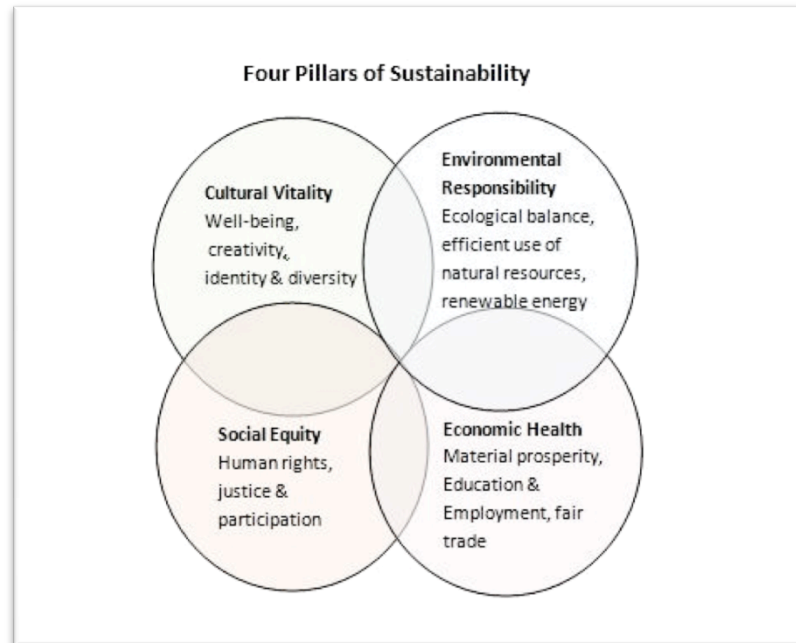 Four Pillars of Sustainability
Cultural Vitality
Well-being,
creativity,
identity & diversity
Environmental
Responsibility
Ecological balance,
efficient use of
natural resources,
renewable energy
Social Equity
Human rights,
justice &
participation
Economic Health
Material prosperity,
Education &
Employment, fair
trade